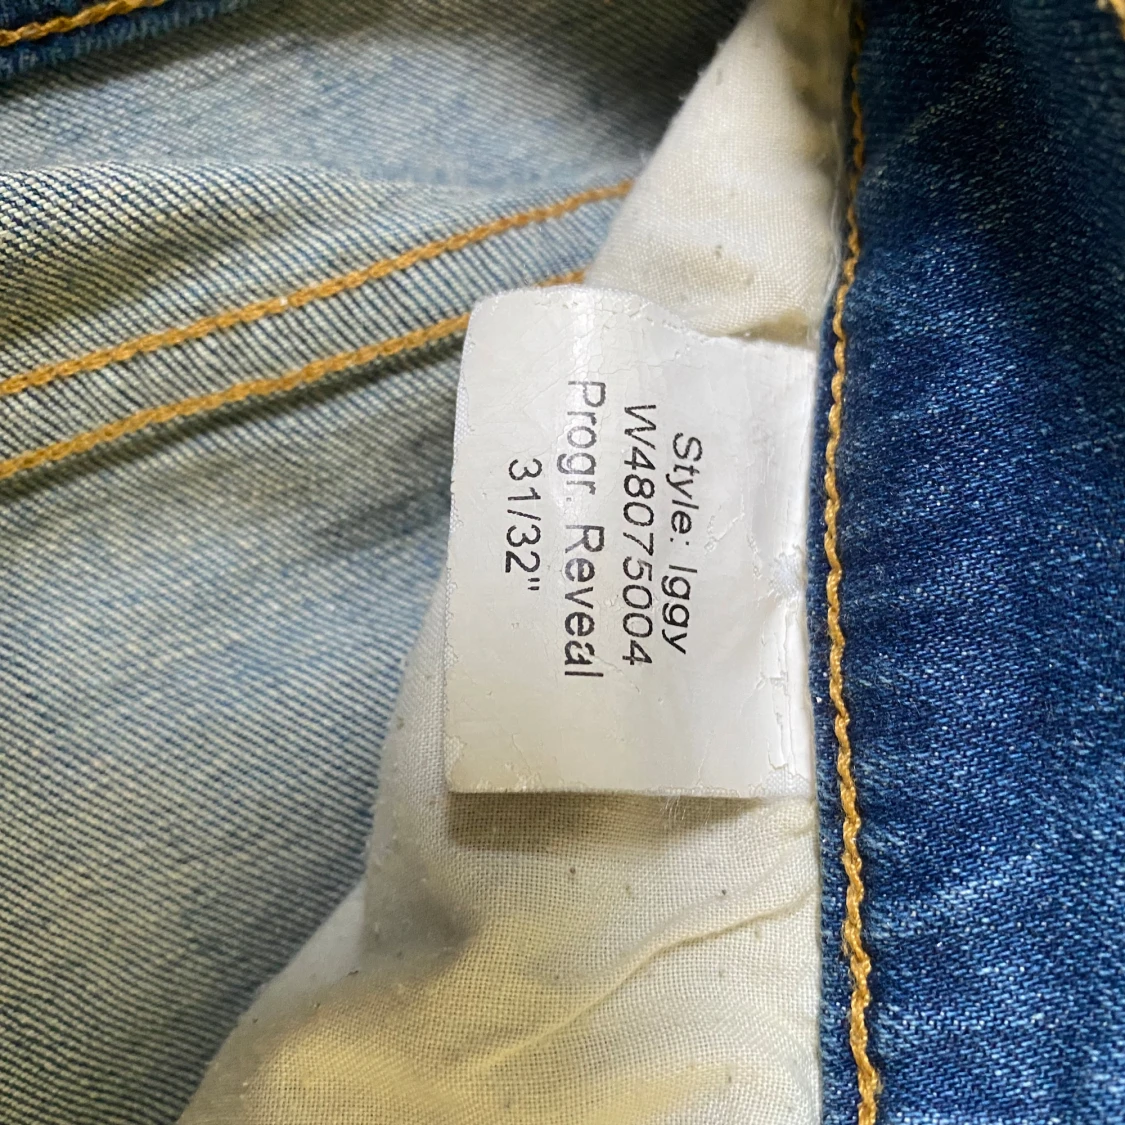 Style: Iggy
W48075004
Progr. Reveal
31/32"